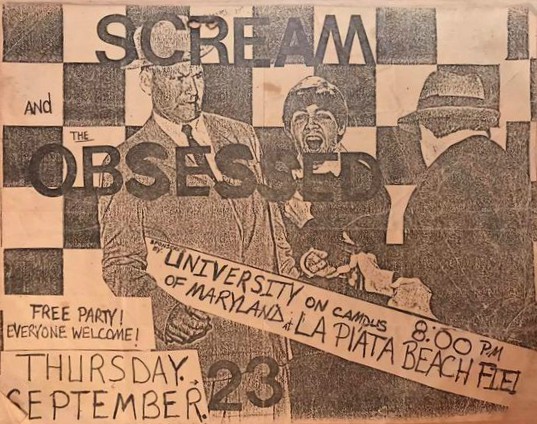 SCREAM
AND
THE
OBSESSED
UNIVERSITY ON CAMPUS
OF MARYLAND. at LA PLATA BEACH
8:00 PM
FREE PARTY!
EVERYONE WELCOME!
THURSDAY.
SEPTEMBER. 23